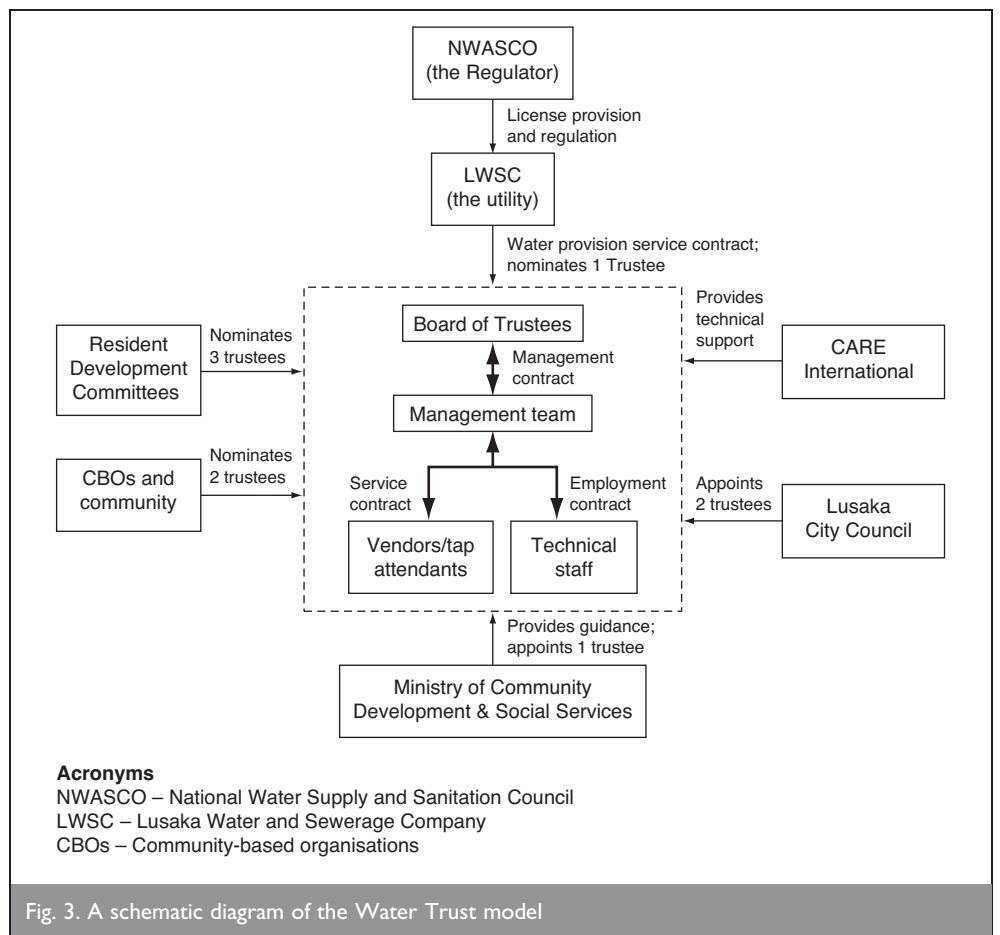 NWASCO
(the Regulator)
License provision
and regulation
LWSC
(the utility)
Water provision service contract;
nominates 1 Trustee
Resident
Development
Committees
Nominates
3 trustees
CBOs and
community
Nominates
2 trustees
Board of Trustees
Management
contract
Management team
Service
contract
Employment
contract
Vendors/tap
attendants
Technical
staff
Provides
technical
support
CARE
International
Appoints
2 trustees
Lusaka
City Council
Provides guidance;
appoints 1 trustee
Ministry of Community
Development & Social Services
Acronyms
NWASCO – National Water Supply and Sanitation Council
LWSC – Lusaka Water and Sewerage Company
CBOs – Community-based organisations
Fig. 3. A schematic diagram of the Water Trust model